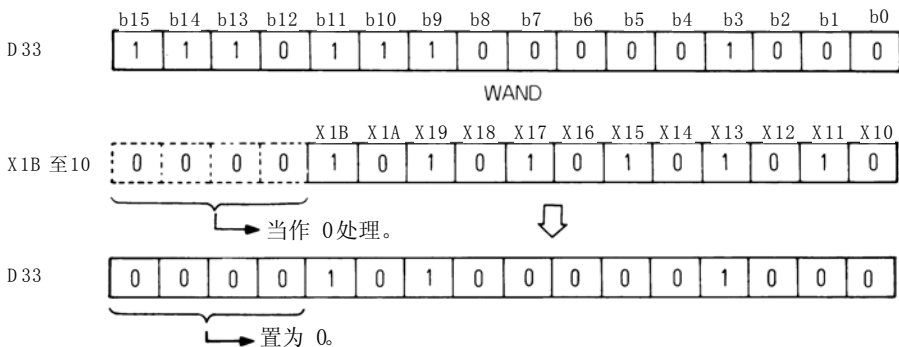 b15 b14 b13 b12 b11 b10 b9 b8 b7 b6 b5 b4 b3 b2 b1 b0
D33 1 1 1 0 1 1 1 0 0 0 0 0 1 0 0 0
WAND
X1B X1A X19 X18 X17 X16 X15 X14 X13 X12 X11 X10
X1B 至10 0 0 0 0 1 0 1 0 1 0 1 0 1 0 1 0
当作 0处理。
D33 0 0 0 0 1 0 1 0 0 0 0 0 1 0 0 0
置为 0。